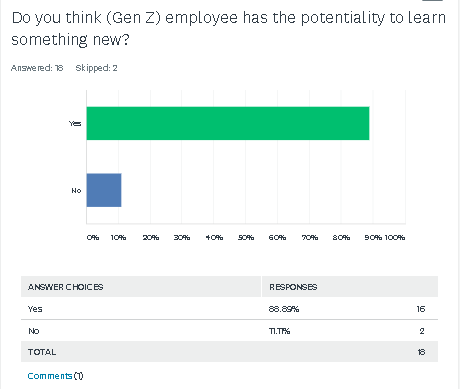 Do you think (Gen Z) employee has the potentiality to learn
something new?
Answered: 18 Skipped: 2
Yes
No
0% 10% 20% 30% 40% 50% 60% 70% 80% 90% 100%
ANSWER CHOICES RESPONSES
Yes 88.89% 16
No 11.11% 2
TOTAL 18
Comments (1)